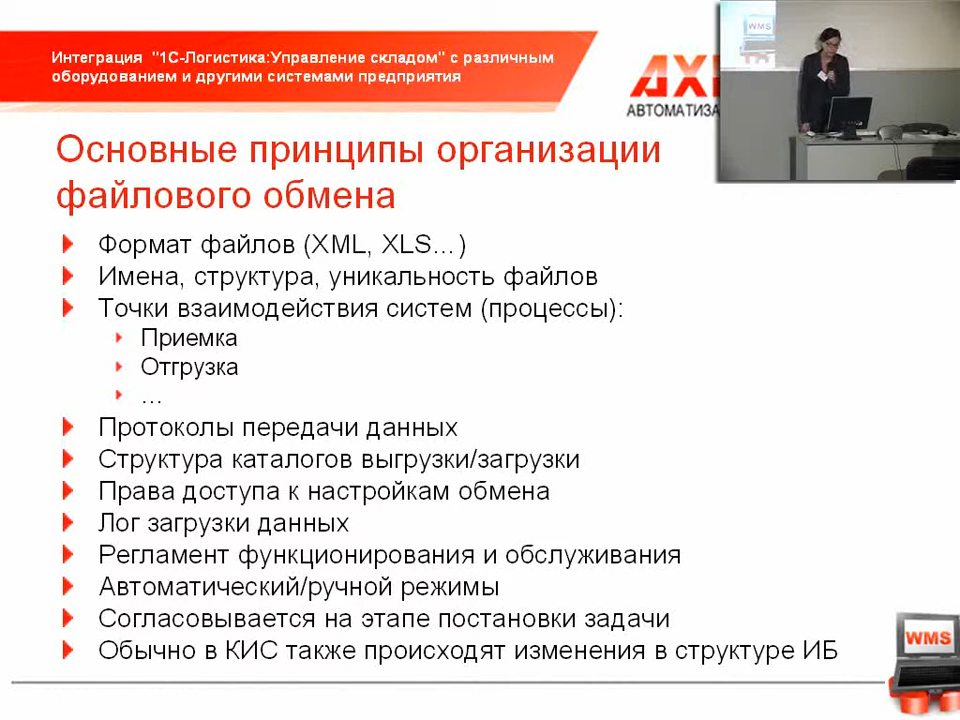 Интеграция "1С-Логистика:Управление складом" с различным
оборудованием и другими системами предприятия
WMS
Основные принципы организации
файлового обмена
Формат файлов (XML, XLS...)
Имена, структура, уникальность файлов
Точки взаимодействия систем (процессы):
Приемка
Отгрузка
...
Протоколы передачи данных
Структура каталогов выгрузки/загрузки
Права доступа к настройкам обмена
Лог загрузки данных
Регламент функционирования и обслуживания
Автоматический/ручной режимы
Согласовывается на этапе постановки задачи
Обычно в КИС также происходят изменения в структуре ИБ
WMS